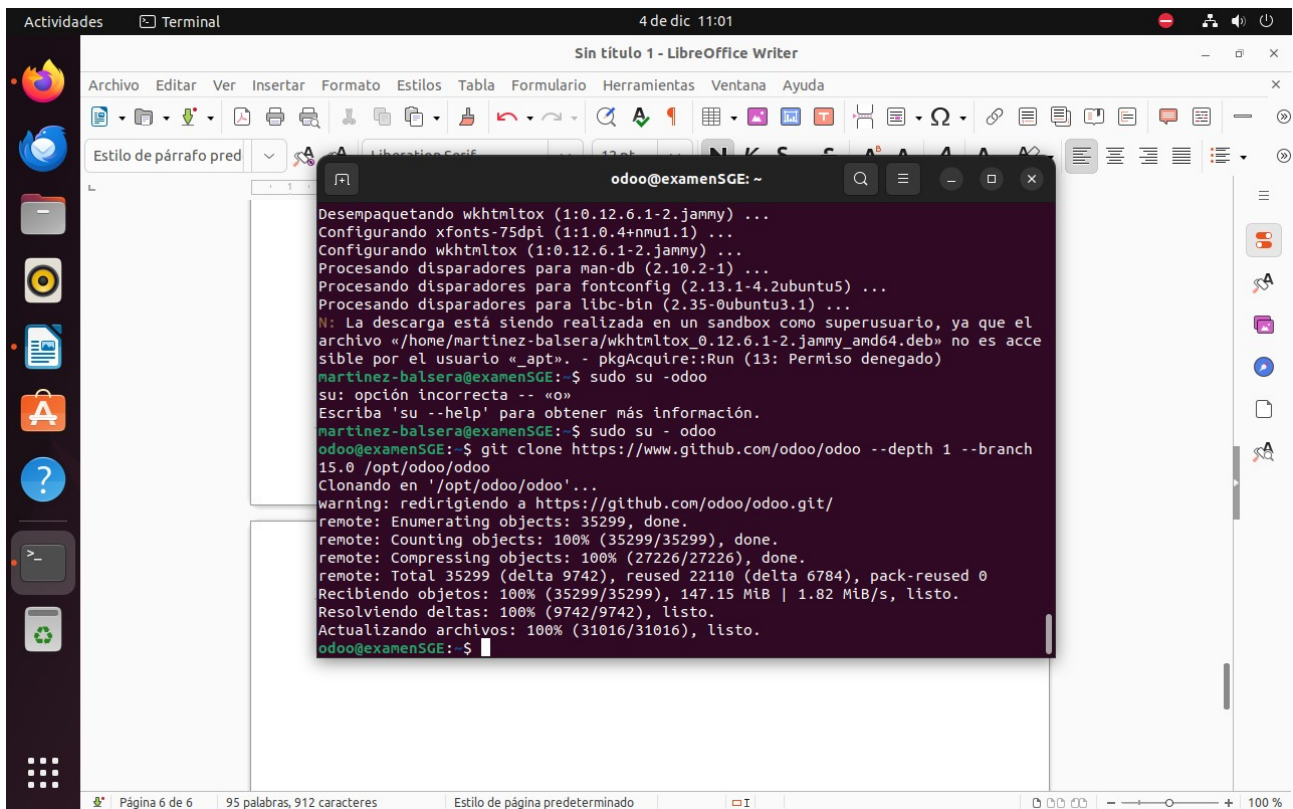 Actividades Terminal 4 de dic 11:01
Sin título 1 - LibreOffice Writer
Archivo Editar Ver Insertar Formato Estilos Tabla Formulario Herramientas Ventana Ayuda
Estilo de párrafo pred
odoo@examenSGE: ~
Desempaquetando wkhtmltox (1:0.12.6.1-2.jammy) ...
Configurando xfonts-75dpi (1:1.0.4+nmu1.1) ...
Configurando wkhtmltox (1:0.12.6.1-2.jammy) ...
Procesando disparadores para man-db (2.10.2-1) ...
Procesando disparadores para fontconfig (2.13.1-4.2ubuntu5) ...
Procesando disparadores para libc-bin (2.35-0ubuntu3.1) ...
N: La descarga está siendo realizada en un sandbox como superusuario, ya que el
archivo «/home/martinez-balsera/wkhtmltox_0.12.6.1-2.jammy_amd64.deb» no es acce
sible por el usuario «_apt». - pkgAcquire::Run (13: Permiso denegado)
martinez-balsera@examenSGE:~$ sudo su -odoo
su: opción incorrecta -- «o»
Escriba 'su --help' para obtener más información.
martinez-balsera@examenSGE:~$ sudo su - odoo
odoo@examenSGE:~$ git clone https://www.github.com/odoo/odoo --depth 1 --branch
15.0 /opt/odoo/odoo
Clonando en '/opt/odoo/odoo'...
warning: redirigiendo a https://github.com/odoo/odoo.git/
remote: Enumerating objects: 35299, done.
remote: Counting objects: 100% (35299/35299), done.
remote: Compressing objects: 100% (27226/27226), done.
remote: Total 35299 (delta 9742), reused 22110 (delta 6784), pack-reused 0
Recibiendo objetos: 100% (35299/35299), 147.15 MiB | 1.82 MiB/s, listo.
Resolviendo deltas: 100% (9742/9742), listo.
Actualizando archivos: 100% (31016/31016), listo.
odoo@examenSGE:~$
Página 6 de 6 95 palabras, 912 caracteres Estilo de página predeterminado 100 %